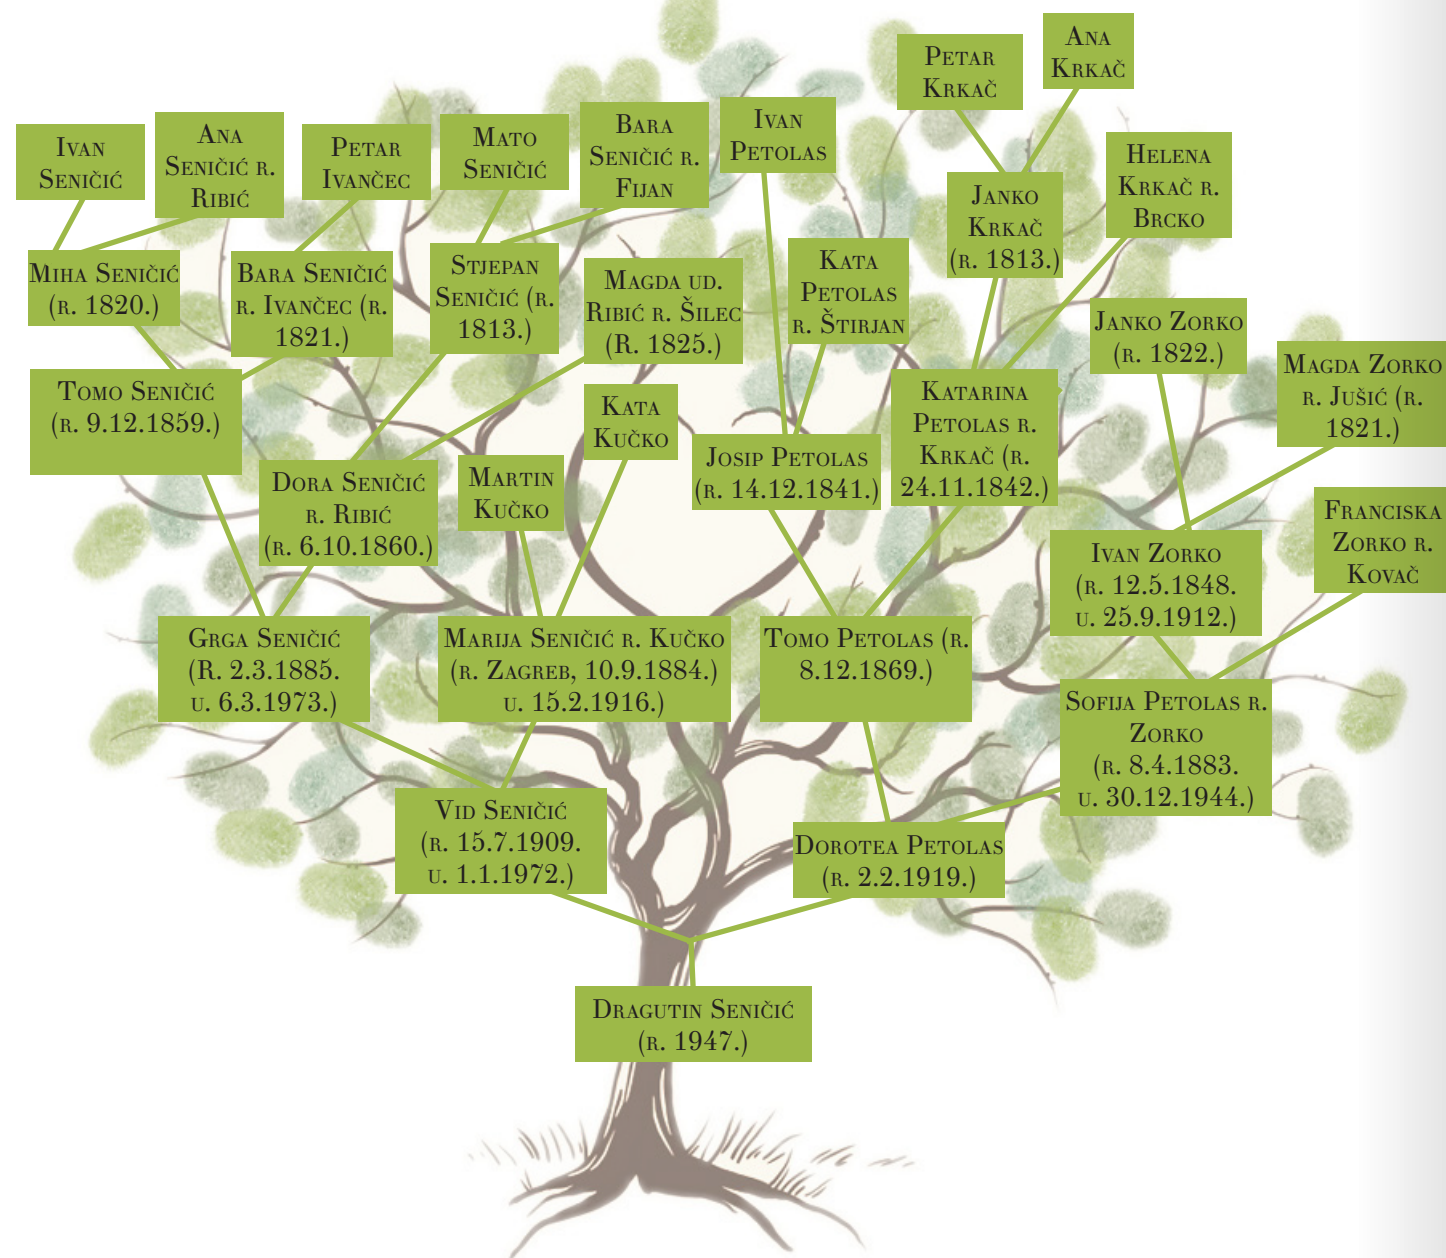 Petar
Krkač
Ana
Krkač
Ivan
Seničić
Ana
Seničić r.
Ribić
Petar
Ivančec
Mato
Seničić
Bara
Seničić r.
Fijan
Ivan
Petolas
Janko
Krkač
(r. 1813.)
Helena
Krkač r.
Brcko
Miha Seničić
(r. 1820.)
Bara Seničić
r. Ivančec (r.
1821.)
Stjepan
Seničić (r.
1813.)
Magda ud.
Ribić r. Šilec
(R. 1825.)
Kata
Petolas
r. Štirjan
Janko Zorko
(r. 1822.)
Magda Zorko
r. Jušić (r.
1821.)
Tomo Seničić
(r. 9.12.1859.)
Dora Seničić
r. Ribić
(r. 6.10.1860.)
Martin
Kučko
Kata
Kučko
Josip Petolas
(r. 14.12.1841.)
Katarina
Petolas r.
Krkač (r.
24.11.1842.)
Ivan Zorko
(r. 12.5.1848.
u. 25.9.1912.)
Franciska
Zorko r.
Kovač
Grga Seničić
(R. 2.3.1885.
u. 6.3.1973.)
Marija Seničić r. Kučko
(r. Zagreb, 10.9.1884.)
u. 15.2.1916.)
Tomo Petolas (r.
8.12.1869.)
Sofija Petolas r.
Zorko
(r. 8.4.1883.
u. 30.12.1944.)
Vid Seničić
(r. 15.7.1909.
u. 1.1.1972.)
Dorotea Petolas
(r. 2.2.1919.)
Dragutin Seničić
(r. 1947.)